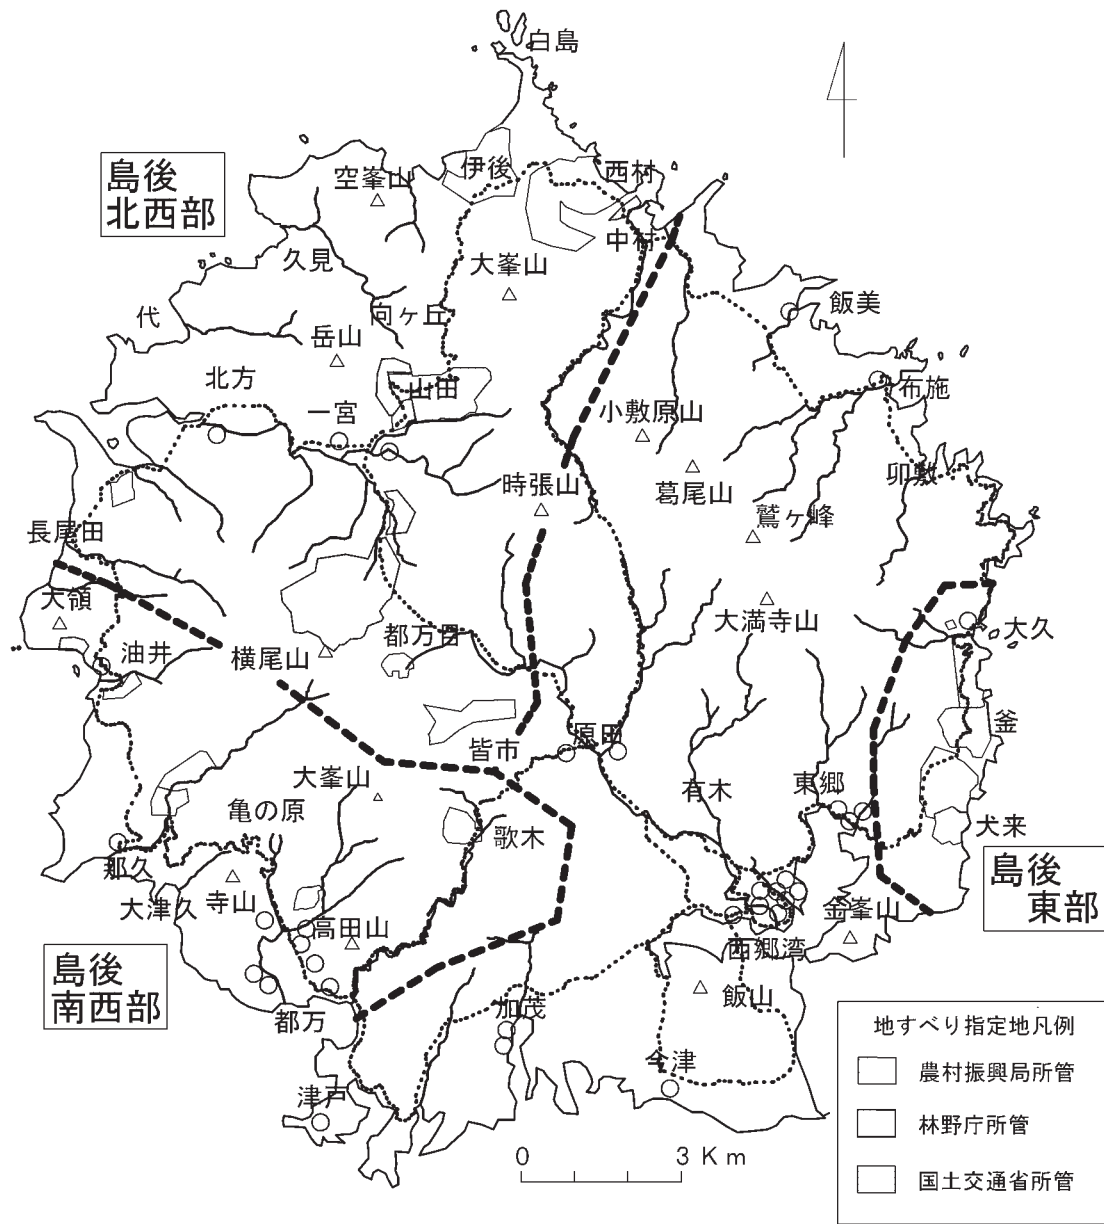 白島
伊後
西村
空峯山
島後
北西部
中村
久見
大峯山
飯美
代
向ヶ丘
岳山
布施
北方
山田
一宮
小敷原山
時張山
葛尾山
卯敷
鷲ヶ峰
長尾田
大領
大満寺山
大久
都万目
油井
横尾山
釜
皆市
原田
大峯山
有木
東郷
亀の原
歌木
犬来
那久
島後
東部
大津久
寺山
高田山
金峯山
西郷湾
島後
南西部
飯山
加茂
都万
地すべり指定地凡例
今津
農村振興局所管
津戸
林野庁所管
0 3 Km
国土交通省所管